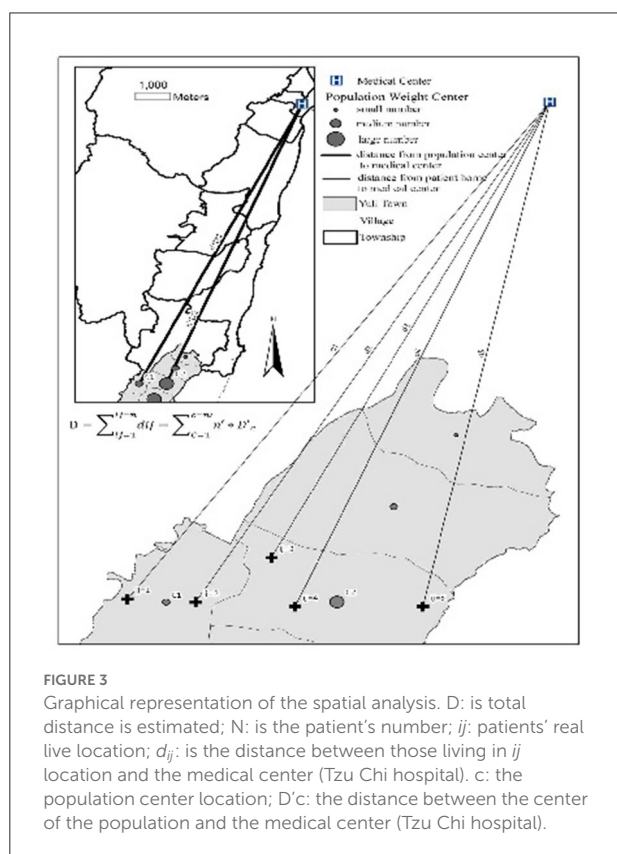 1,000
Meters
H
Medical Center
Population Weight Center
small number
medium number
large number
distance from population center
to medical center
distance from patient home
to medical center
Yuli Town
Village
Township
H
N
FIGURE 3
Graphical representation of the spatial analysis. D: is total
distance is estimated; N: is the patient's number; ij: patients' real
live location; dij: is the distance between those living in ij
location and the medical center (Tzu Chi hospital). c: the
population center location; D'c: the distance between the center
of the population and the medical center (Tzu Chi hospital).